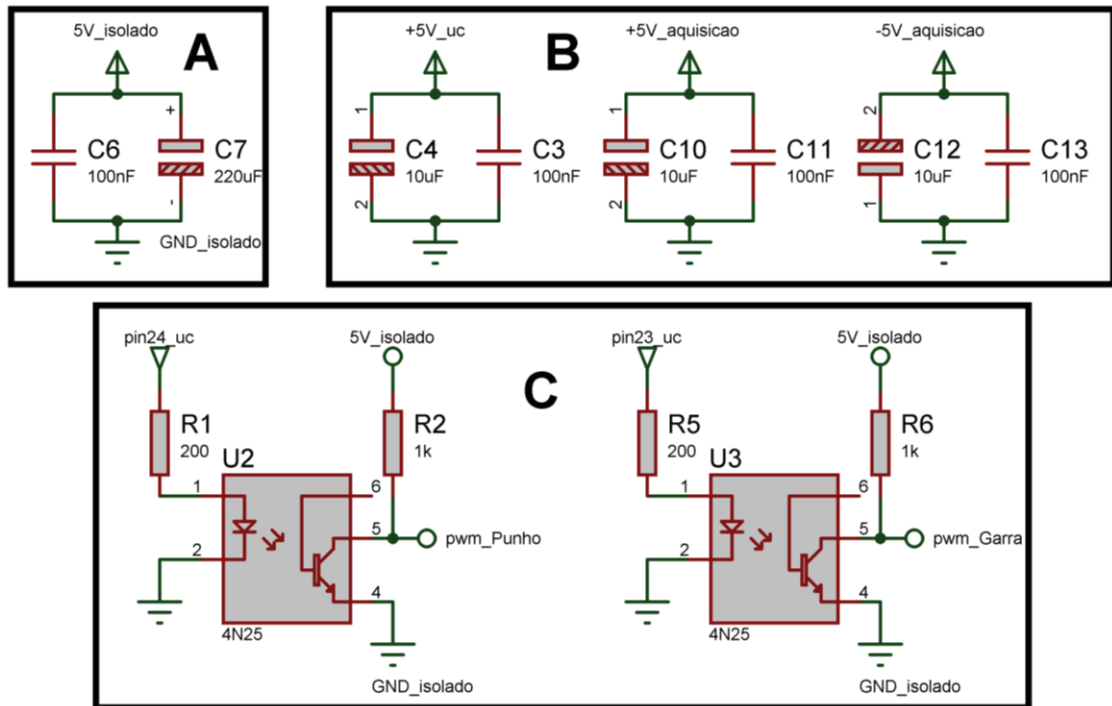 5V_isolado
A
+
C6
100nF
C7
220uF
-
GND_isolado
B
+5V_uc
1
C4
10uF
2
C3
100nF
+5V_aquisicao
1
C10
10uF
2
C11
100nF
-5V_aquisicao
2
C12
10uF
1
C13
100nF
C
pin24_uc
R1
200
U2
1
2
4N25
5V_isolado
R2
1k
6
5
pwm_Punho
4
GND_isolado
pin23_uc
R5
200
U3
1
2
4N25
5V_isolado
R6
1k
6
5
pwm_Garra
4
GND_isolado